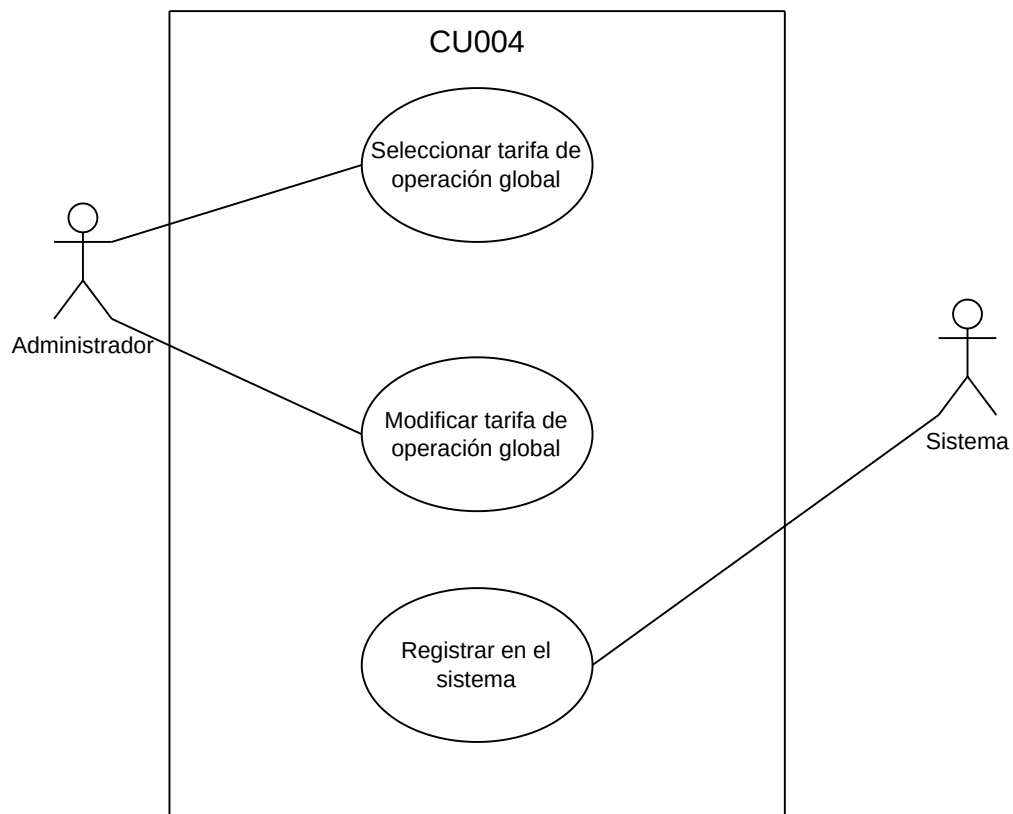 CU004
Seleccionar tarifa de
operación global
Administrador
Modificar tarifa de
operación global
Sistema
Registrar en el
sistema